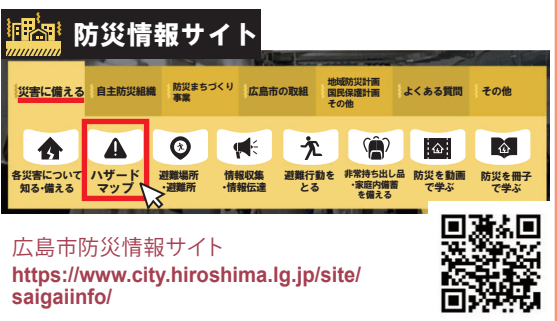 防災情報サイト
災害に備える
自主防災組織
防災まちづくり
事業
広島市の取組
地域防災計画
国民保護計画
その他
よくある質問
その他
各災害について
知る・備える
ハザード
マップ
避難場所
・避難所
情報収集
・情報伝達
避難行動を
とる
非常持ち出し品
・家庭内備蓄
を備える
防災を動画
で学ぶ
防災を冊子
で学ぶ
広島市防災情報サイト
https://www.city.hiroshima.lg.jp/site/
saigaiinfo/